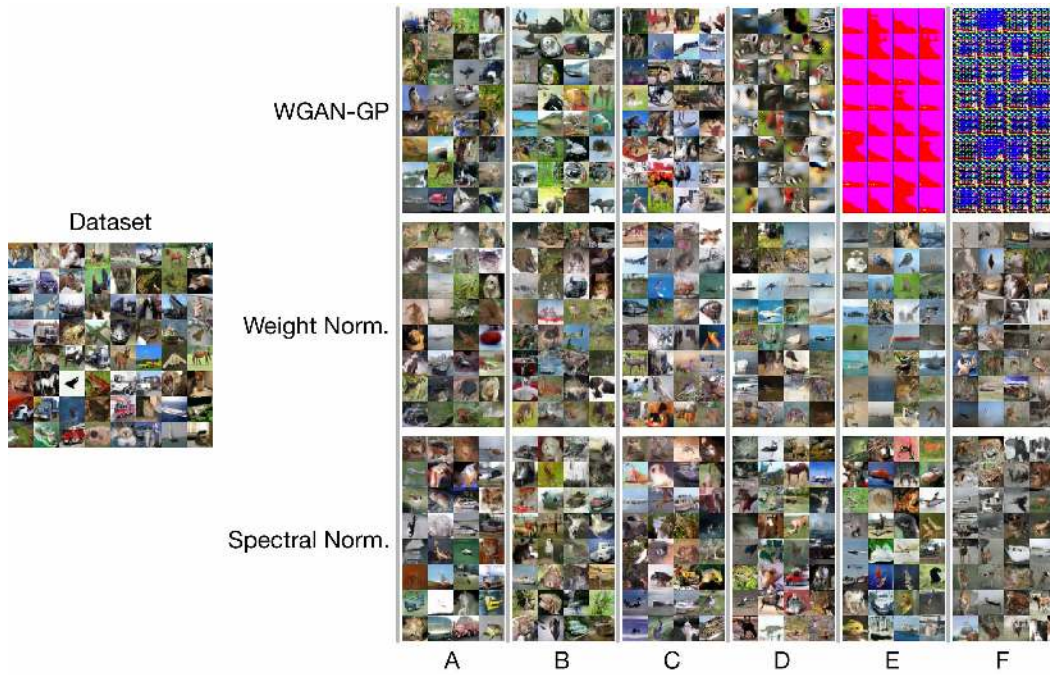 WGAN-GP
Dataset
Weight Norm.
Spectral Norm.
A B C D E F